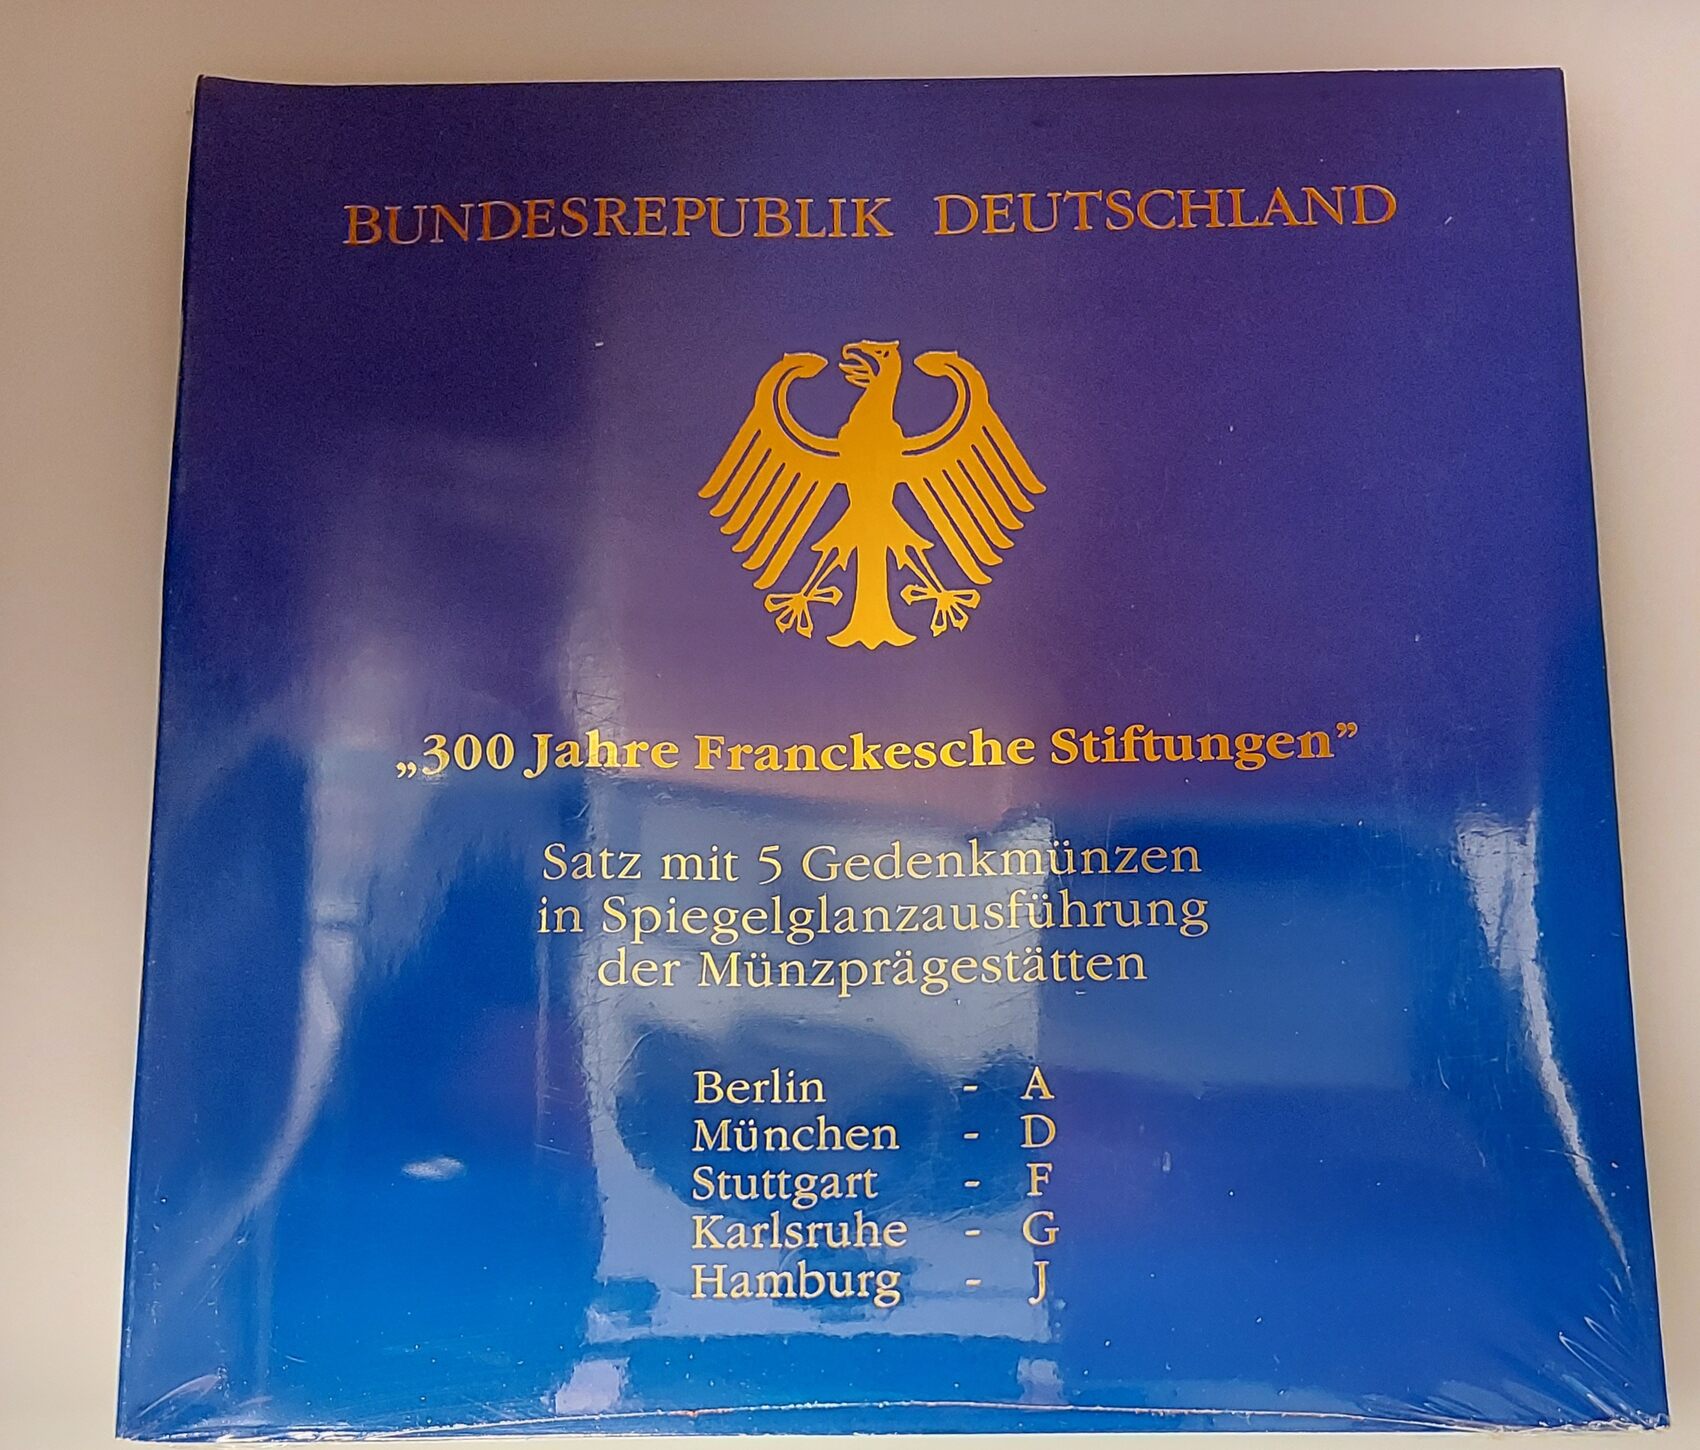 BUNDESREPUBLIK DEUTSCHLAND
„300 Jahre Franckesche Stiftungen”
Satz mit 5 Gedenkmünzen
in Spiegelglanzausführung
der Münzprägestätten
Berlin - A
München - D
Stuttgart - F
Karlsruhe - G
Hamburg - J